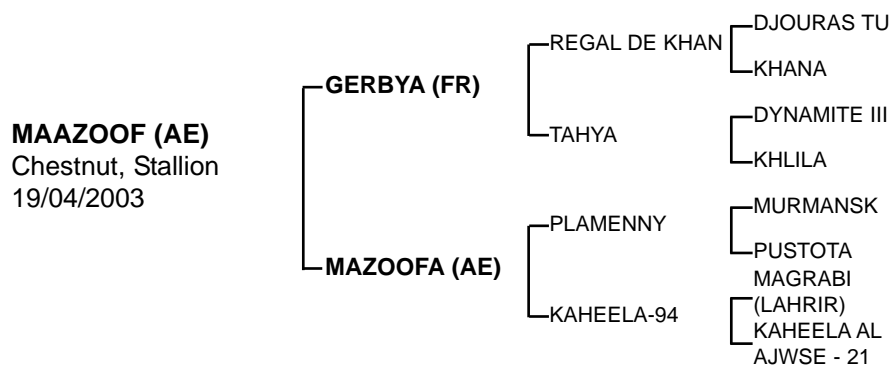 MAAZOOF (AE)
Chestnut, Stallion
19/04/2003
GERBYA (FR)
MAZOOFA (AE)
REGAL DE KHAN
TAHYA
PLAMENNY
KAHEELA-94
DJOURAS TU
KHANA
DYNAMITE III
KHLILA
MURMANSK
PUSTOTA
MAGRABI
(LAHRIR)
KAHEELA AL
AJWSE - 21